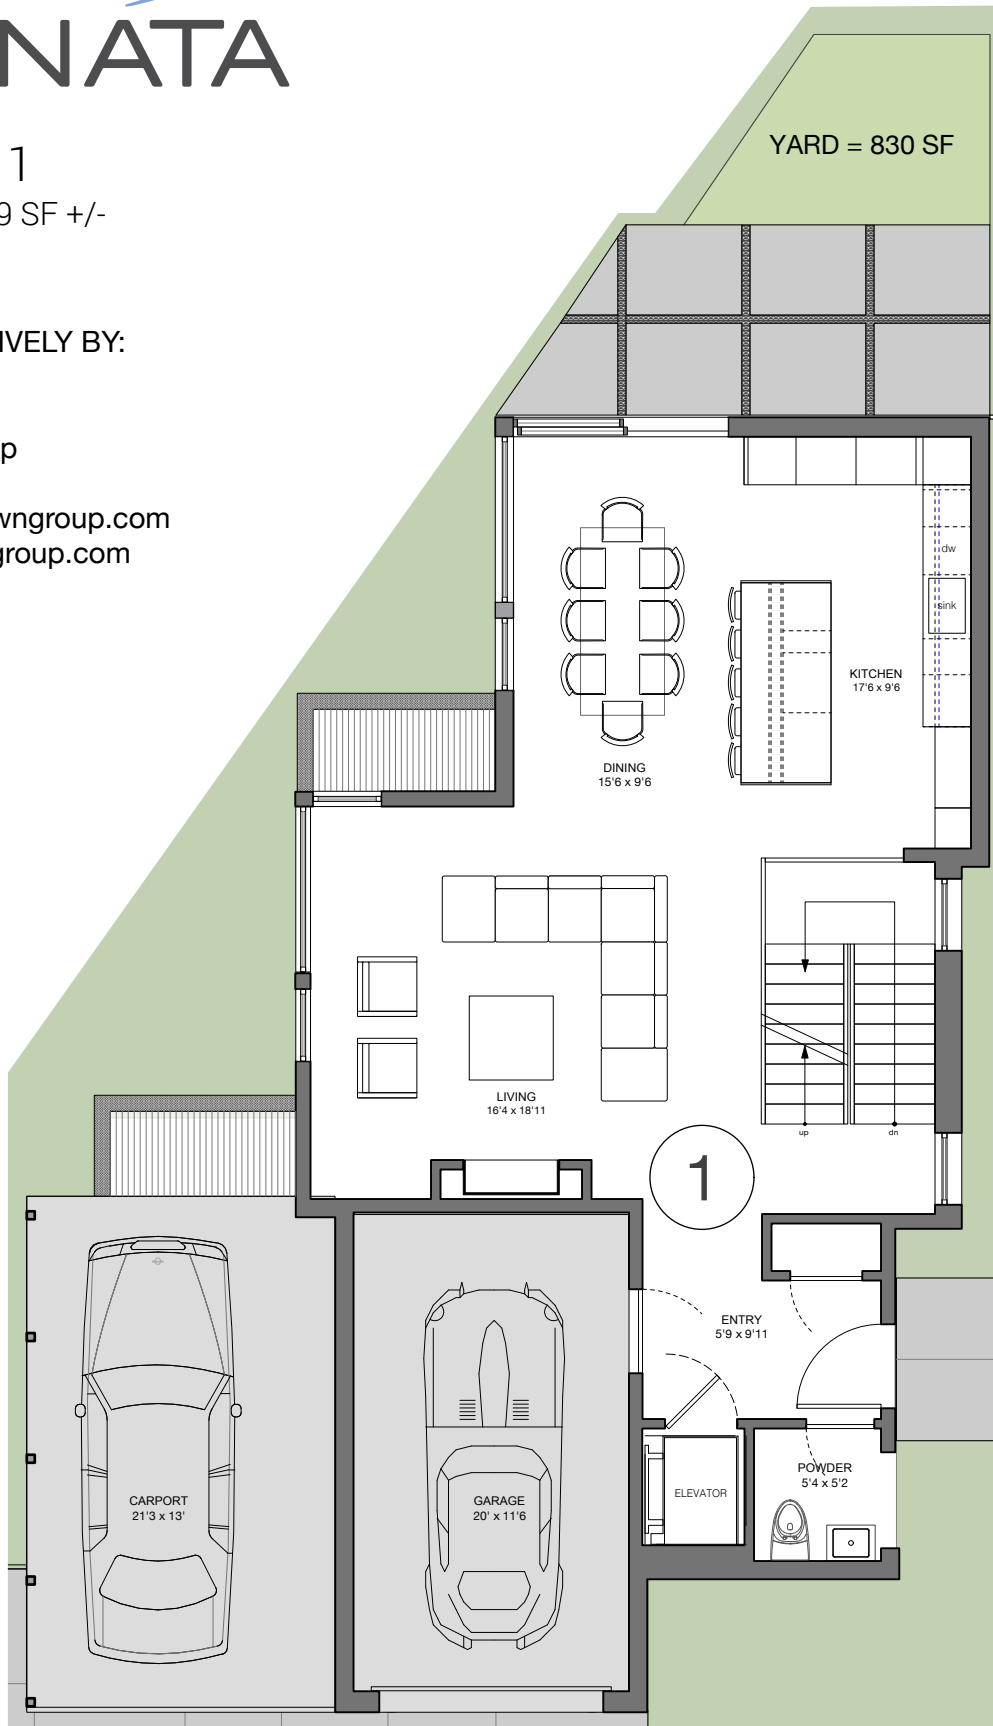 NATA
1
9 SF +/-
IVELY BY:
p
wngroup.com
group.com
YARD = 830 SF
dw
sink
KITCHEN
17'6 x 9'6
DINING
15'6 x 9'6
LIVING
16'4 x 18'11
up
dn
1
ENTRY
5'9 x 9'11
POWDER
5'4 x 5'2
ELEVATOR
CARPORT
21'3 x 13'
GARAGE
20' x 11'6